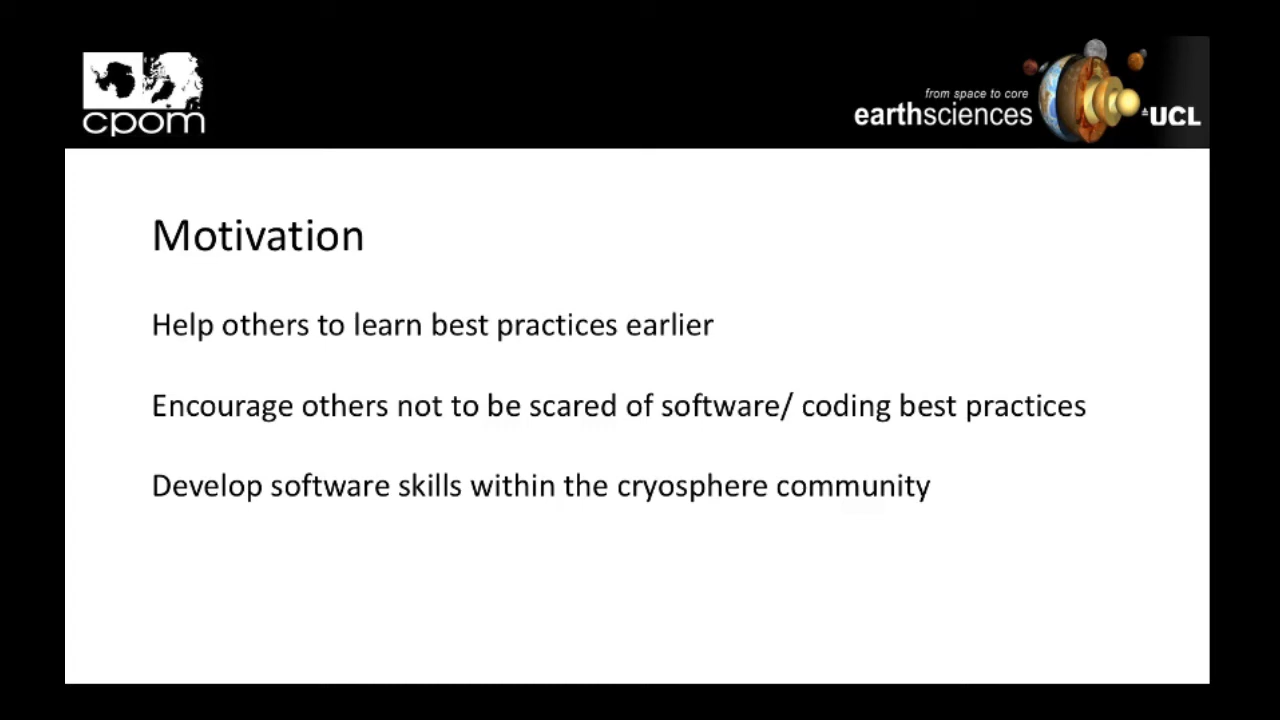 cpom
from space to core
earthsciences
UCL
Motivation
Help others to learn best practices earlier
Encourage others not to be scared of software/ coding best practices
Develop software skills within the cryosphere community